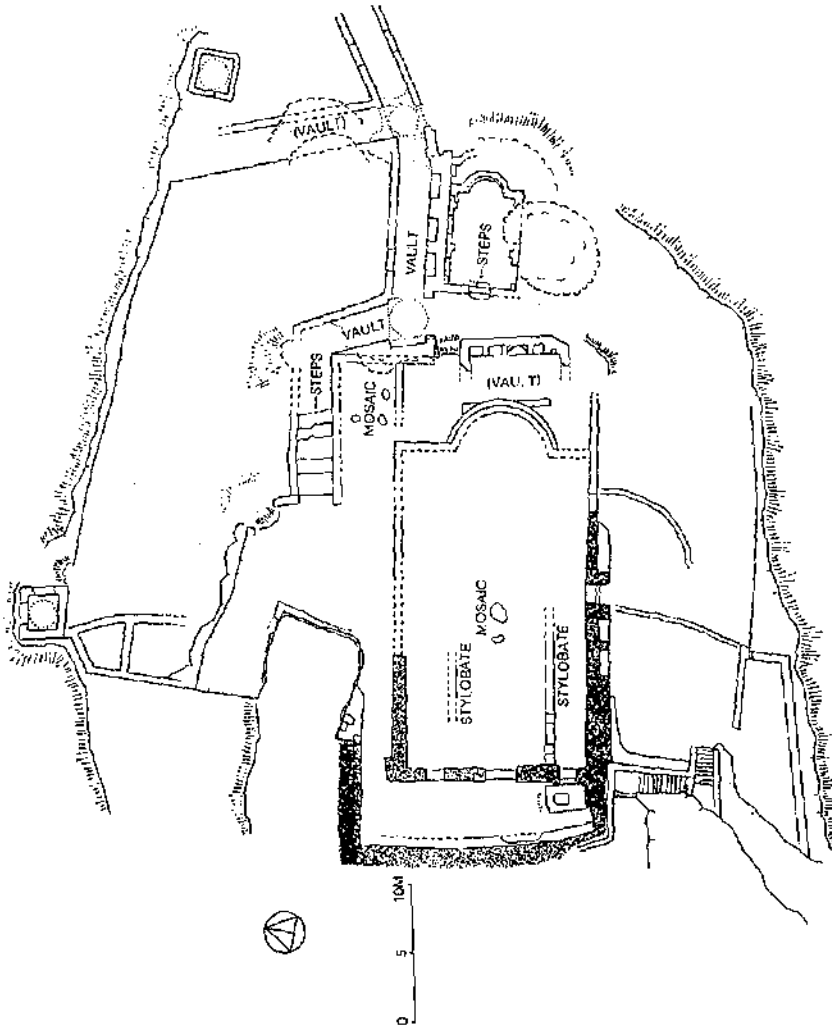 (VAULT)
VAULT
←STEPS
VAULT
←STEPS
MOSAIC
(VAULT)
MOSAIC
STYLOBATE
STYLOBATE
0 5 10M